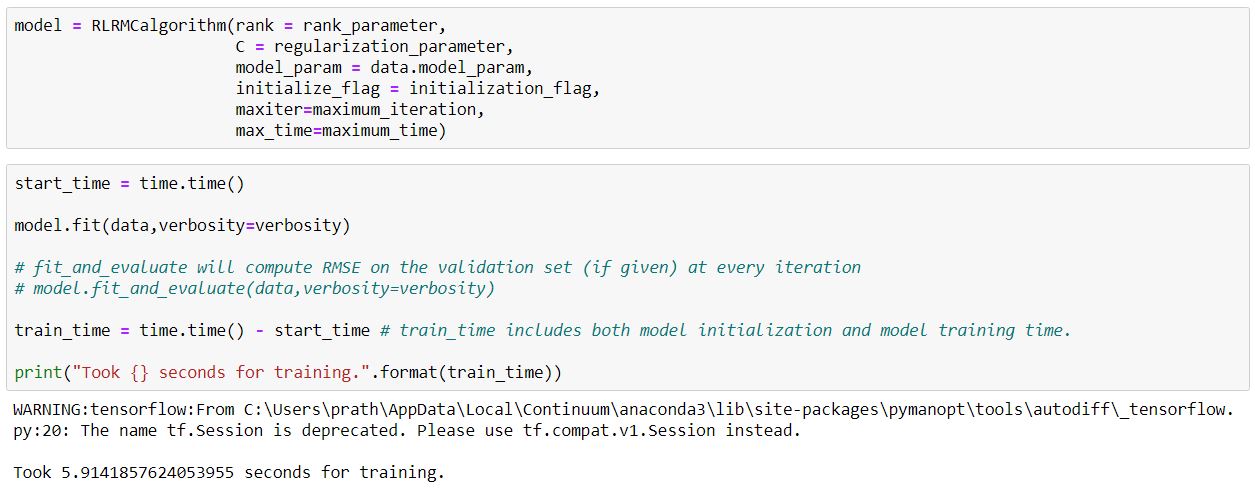 model = RLRMCalgorithm(rank = rank_parameter,
                       C = regularization_parameter,
                       model_param = data.model_param,
                       initialize_flag = initialization_flag,
                       maxiter=maximum_iteration,
                       max_time=maximum_time)
start_time = time.time()
model.fit(data,verbosity=verbosity)
# fit_and_evaluate will compute RMSE on the validation set (if given) at every iteration
# model.fit_and_evaluate(data,verbosity=verbosity)
train_time = time.time() - start_time # train_time includes both model initialization and model training time.
print("Took {} seconds for training.".format(train_time))
WARNING:tensorflow:From C:\Users\prath\AppData\Local\Continuum\anaconda3\lib\site-packages\pymanopt\tools\autodiff\_tensorflow.
py:20: The name tf.Session is deprecated. Please use tf.compat.v1.Session instead.
Took 5.9141857624053955 seconds for training.